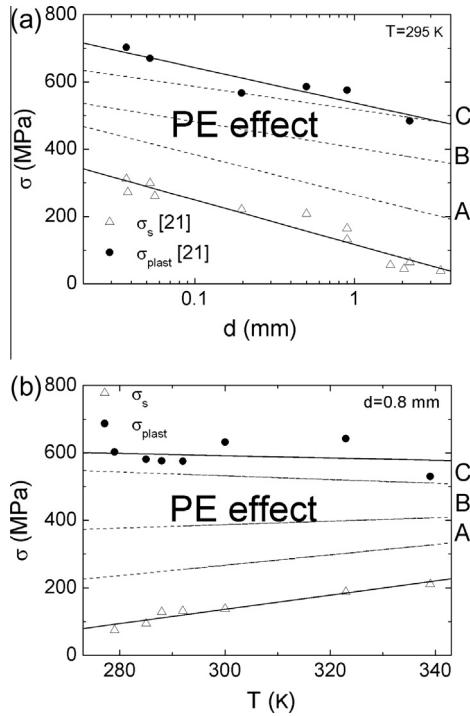 (a)
800
T=295 K
600
C
PE effect
σ (MPa)
400
B
200
A
σs [21]
σplast [21]
0
0.1
1
d (mm)
(b)
800
σs
d=0.8 mm
σplast
600
C
PE effect
σ (MPa)
400
B
A
200
0
280
300
320
340
T (K)